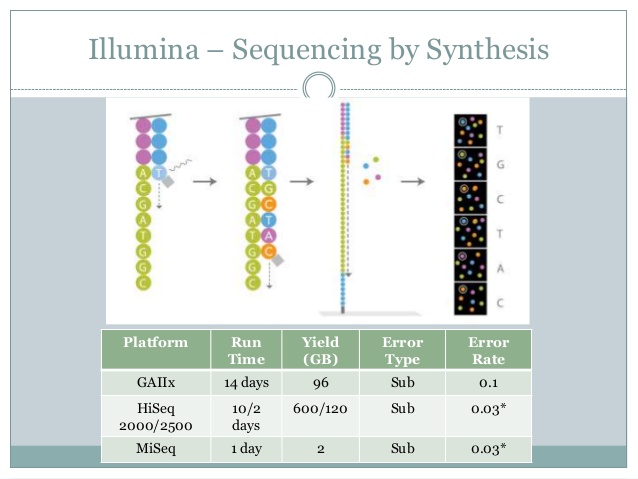 Illumina – Sequencing by Synthesis
A T
C
G
A
T
G
G
C
A T
C G
G C
A T
T A
G C
G
C
T
G
C
T
A
C
Platform Run Time Yield (GB) Error Type Error Rate
GAIIx 14 days 96 Sub 0.1
HiSeq 2000/2500 10/2 days 600/120 Sub 0.03*
MiSeq 1 day 2 Sub 0.03*